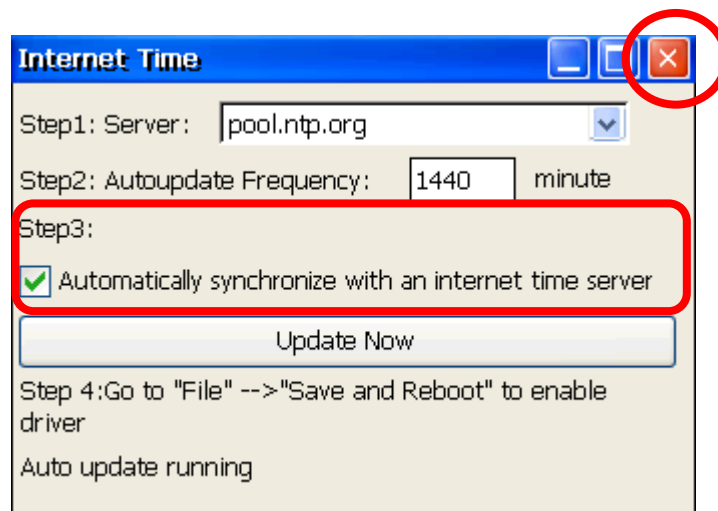 Internet Time
Step1: Server: pool.ntp.org
Step2: Autoupdate Frequency: 1440 minute
Step3:
Automatically synchronize with an internet time server
Update Now
Step 4:Go to "File" -->"Save and Reboot" to enable
driver
Auto update running